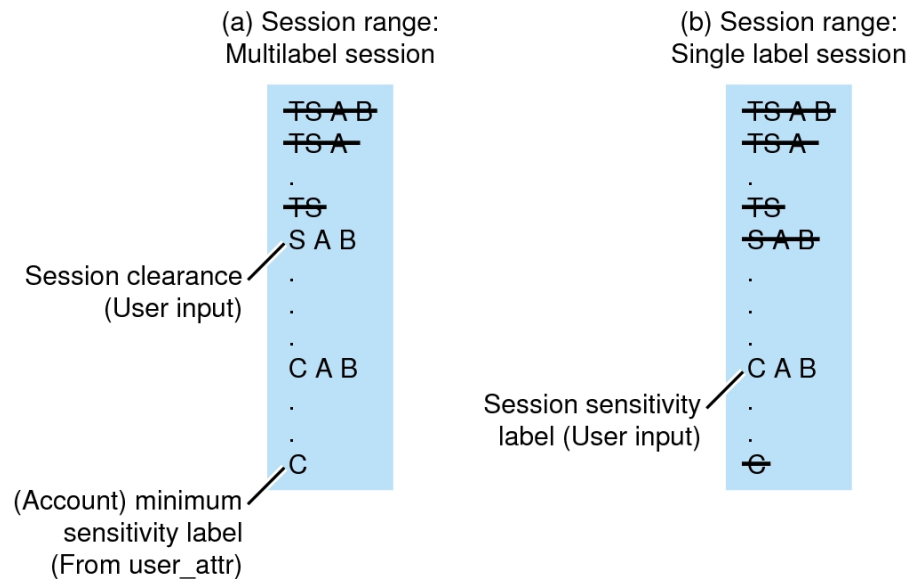 (a) Session range:
Multilabel session
TS A B
TS A
.
TS
S A B
Session clearance
(User input)
.
.
.
C A B
.
.
C
(Account) minimum
sensitivity label
(From user_attr)
(b) Session range:
Single label session
TS A B
TS A
.
TS
S A B
.
.
.
C A B
Session sensitivity
label (User input)
.
.
C